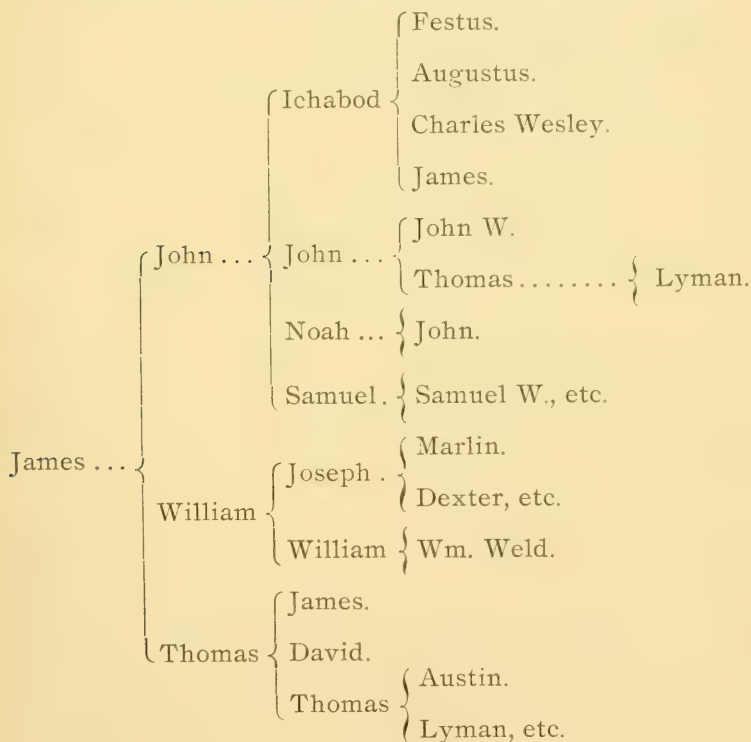 Festus.
Augustus.
Ichabod
Charles Wesley.
James.
John W.
John ... John ...
Thomas ........ Lyman.
Noah ... John.
Samuel. Samuel W., etc.
Marlin.
James ... Joseph .
Dexter, etc.
William
William Wm. Weld.
James.
Thomas David.
Austin.
Thomas
Lyman, etc.